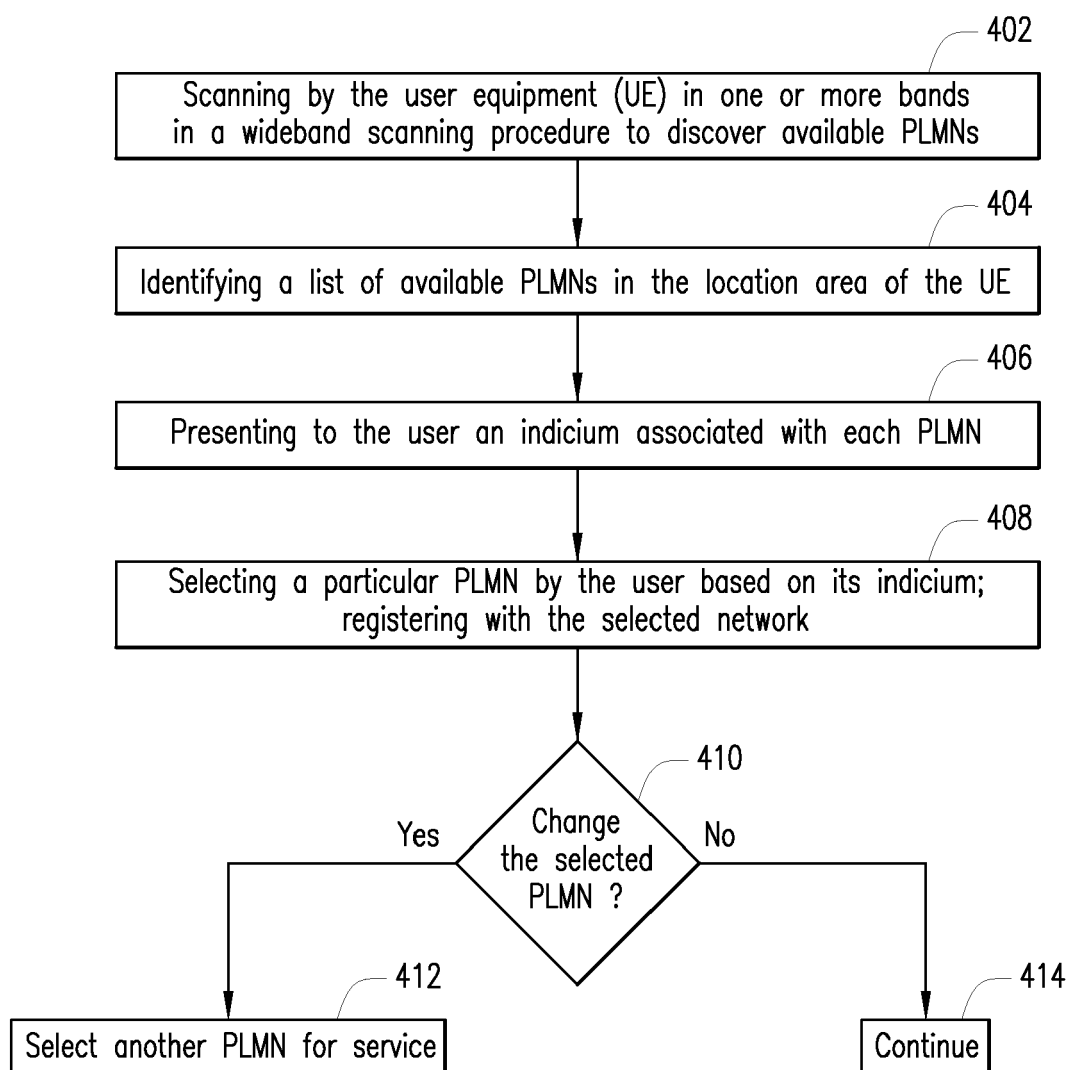 402
Scanning by the user equipment (UE) in one or more bands
in a wideband scanning procedure to discover available PLMNs
404
Identifying a list of available PLMNs in the location area of the UE
406
Presenting to the user an indicium associated with each PLMN
408
Selecting a particular PLMN by the user based on its indicium;
registering with the selected network
410
Change
the selected
PLMN ?
Yes
No
412
Select another PLMN for service
414
Continue